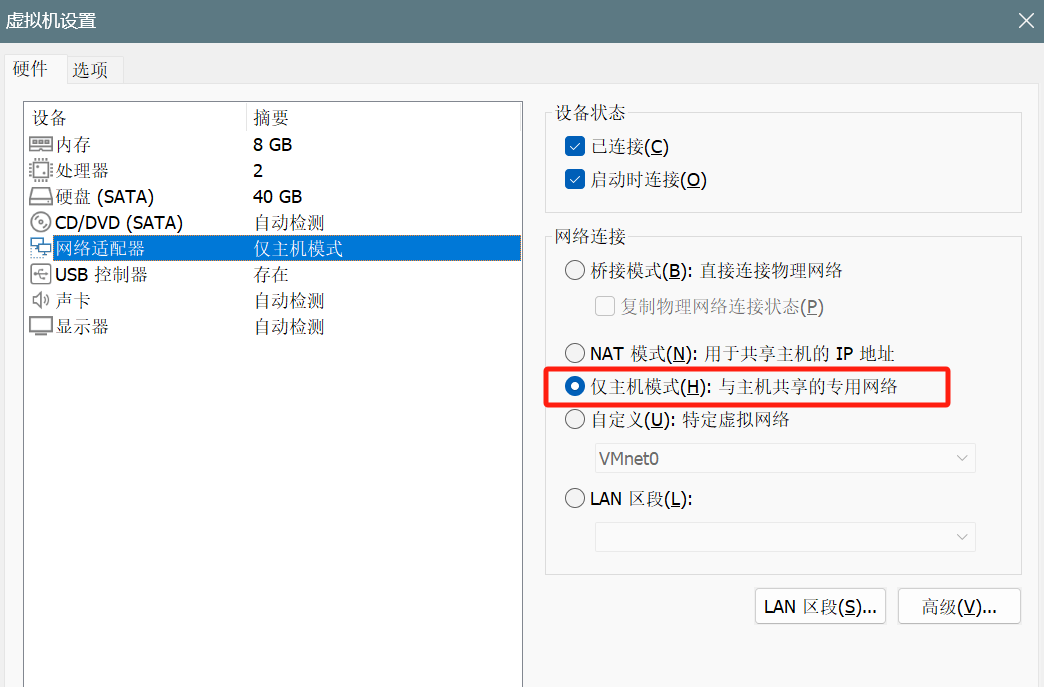 虚拟机设置
硬件 选项
设备 摘要
内存 8 GB
处理器 2
硬盘 (SATA) 40 GB
CD/DVD (SATA) 自动检测
网络适配器 仅主机模式
USB 控制器 存在
声卡 自动检测
显示器 自动检测
设备状态
已连接(C)
启动时连接(O)
网络连接
桥接模式(B): 直接连接物理网络
复制物理网络连接状态(P)
NAT 模式(N): 用于共享主机的 IP 地址
仅主机模式(H): 与主机共享的专用网络
自定义(U): 特定虚拟网络
VMnet0
LAN 区段(L):
LAN 区段(S)... 高级(V)...